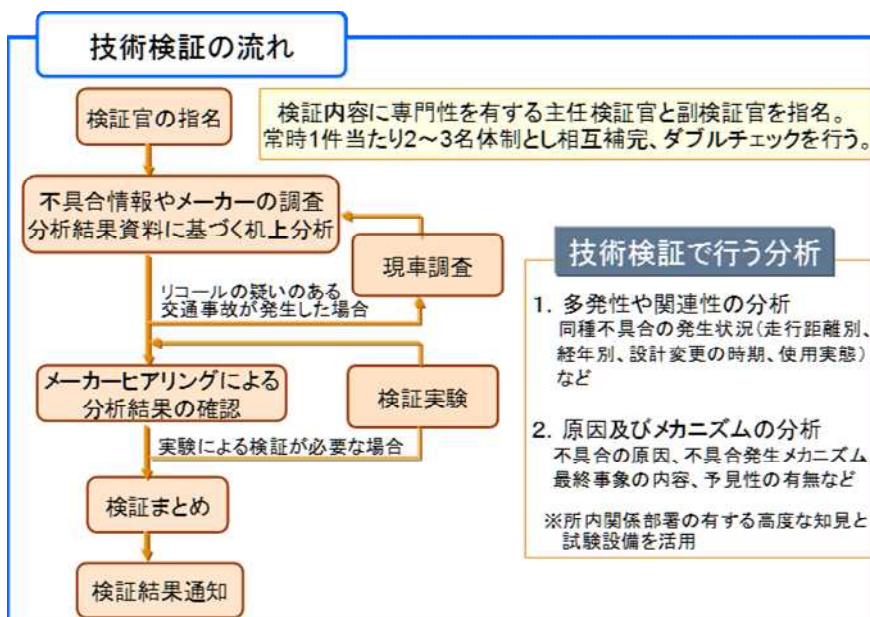 技術検証の流れ
検証官の指名
検証内容に専門性を有する主任検証官と副検証官を指名。
常時1件当たり2～3名体制とし相互補完、ダブルチェックを行う。
不具合情報やメーカーの調査
分析結果資料に基づく机上分析
現車調査
リコールの疑いのある
交通事故が発生した場合
メーカーヒアリングによる
分析結果の確認
検証実験
実験による検証が必要な場合
検証まとめ
検証結果通知
技術検証で行う分析
1. 多発性や関連性の分析
同種不具合の発生状況(走行距離別、
経年別、設計変更の時期、使用実態)
など
2. 原因及びメカニズムの分析
不具合の原因、不具合発生メカニズム
最終事象の内容、予見性の有無など
※所内関係部署の有する高度な知見と
試験設備を活用